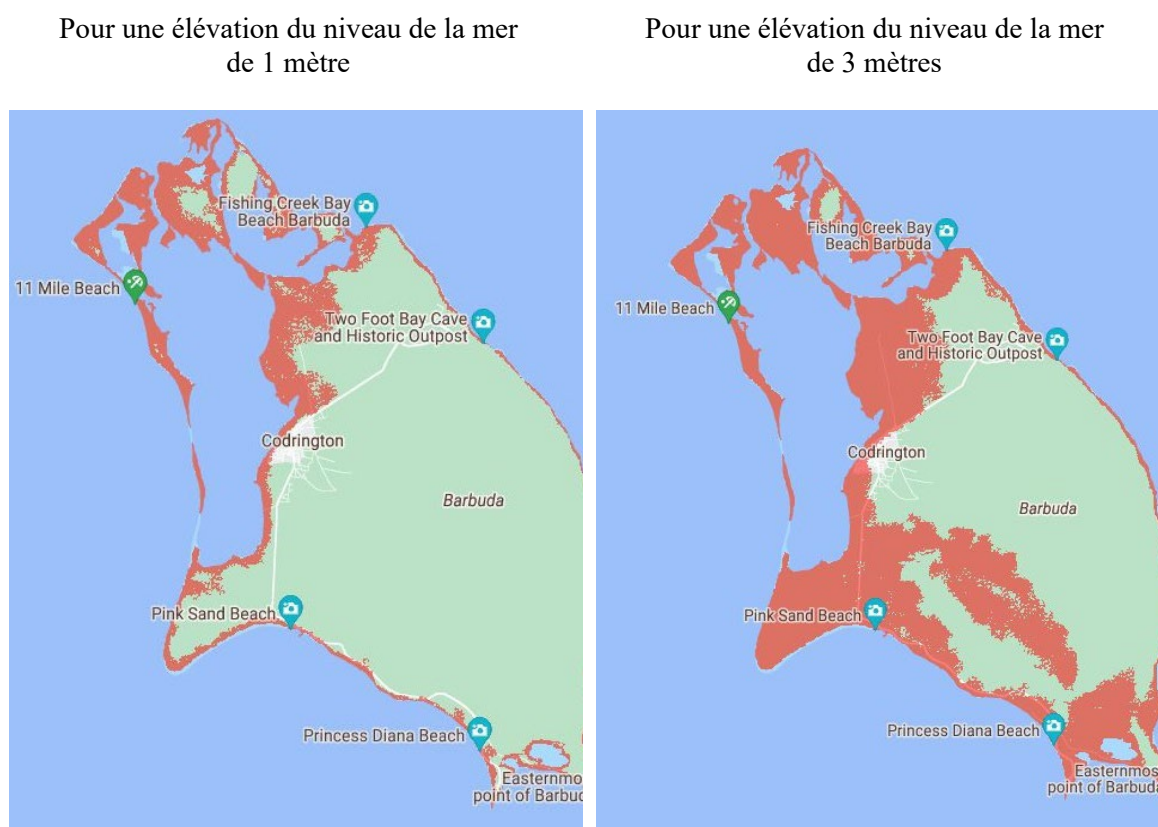 Pour une élévation du niveau de la mer
de 1 mètre
Pour une élévation du niveau de la mer
de 3 mètres
Fishing Creek Bay
Beach Barbuda
11 Mile Beach
Two Foot Bay Cave
and Historic Outpost
Codrington
Barbuda
Pink Sand Beach
Princess Diana Beach
Easternmo
point of Barbud
Fishing Creek Bay
Beach Barbuda
11 Mile Beach
Two Foot Bay Cave
and Historic Outpost
Codrington
Barbuda
Pink Sand Beach
Princess Diana Beach
Easternmos
point of Barbuda